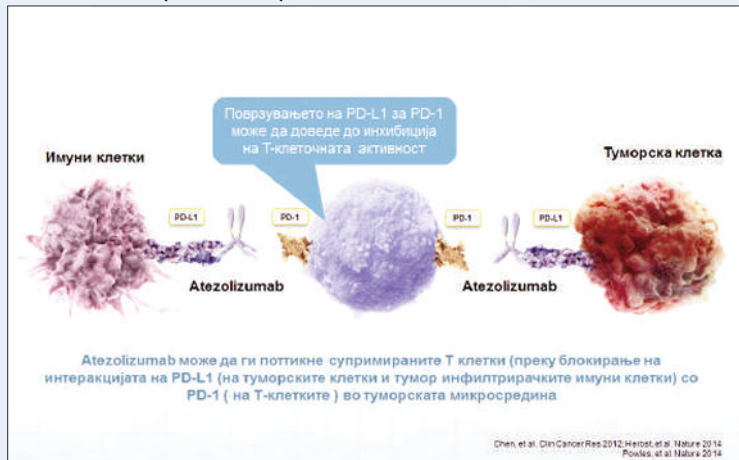 Поврзувањето на PD-L1 за PD-1
може да доведе до инхибиција
на Т-клеточната активност
Имуни клетки
Туморска клетка
PD-L1
PD-1
PD-1
PD-L1
Atezolizumab
Atezolizumab
Atezolizumab може да ги поттикне супримираните Т клетки (преку блокирање на
интеракцијата на PD-L1 (на туморските клетки и тумор инфилтрирачките имуни клетки) со
PD-1 ( на Т-клетките ) во туморската микросредина
Chen, et al. Clin Cancer Res 2012; Herbst, et al. Nature 2014
Powles, et al. Nature 2014